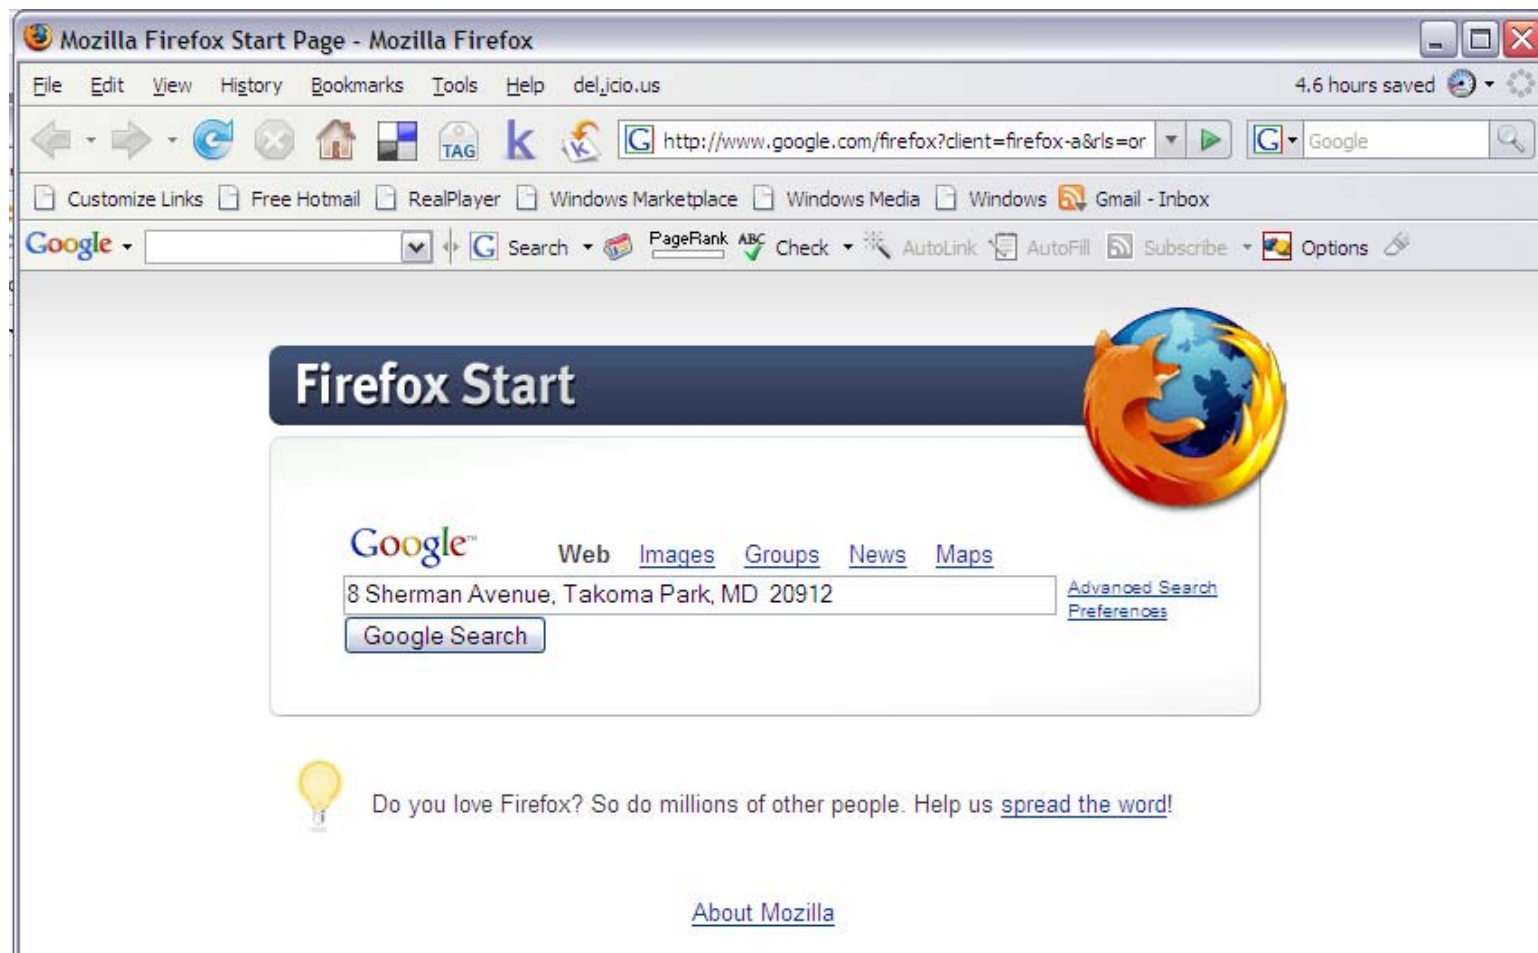 Mozilla Firefox Start Page - Mozilla Firefox
File Edit View History Bookmarks Tools Help del.icio.us 4.6 hours saved
TAG k K G http://www.google.com/firefox?client=firefox-a&rls=or G Google
Customize Links Free Hotmail RealPlayer Windows Marketplace Windows Media Windows Gmail - Inbox
Google G Search PageRank ABC Check AutoLink AutoFill Subscribe Options
Firefox Start
Google™ Web Images Groups News Maps
8 Sherman Avenue, Takoma Park, MD 20912
Advanced Search
Preferences
Google Search
Do you love Firefox? So do millions of other people. Help us spread the word!
About Mozilla